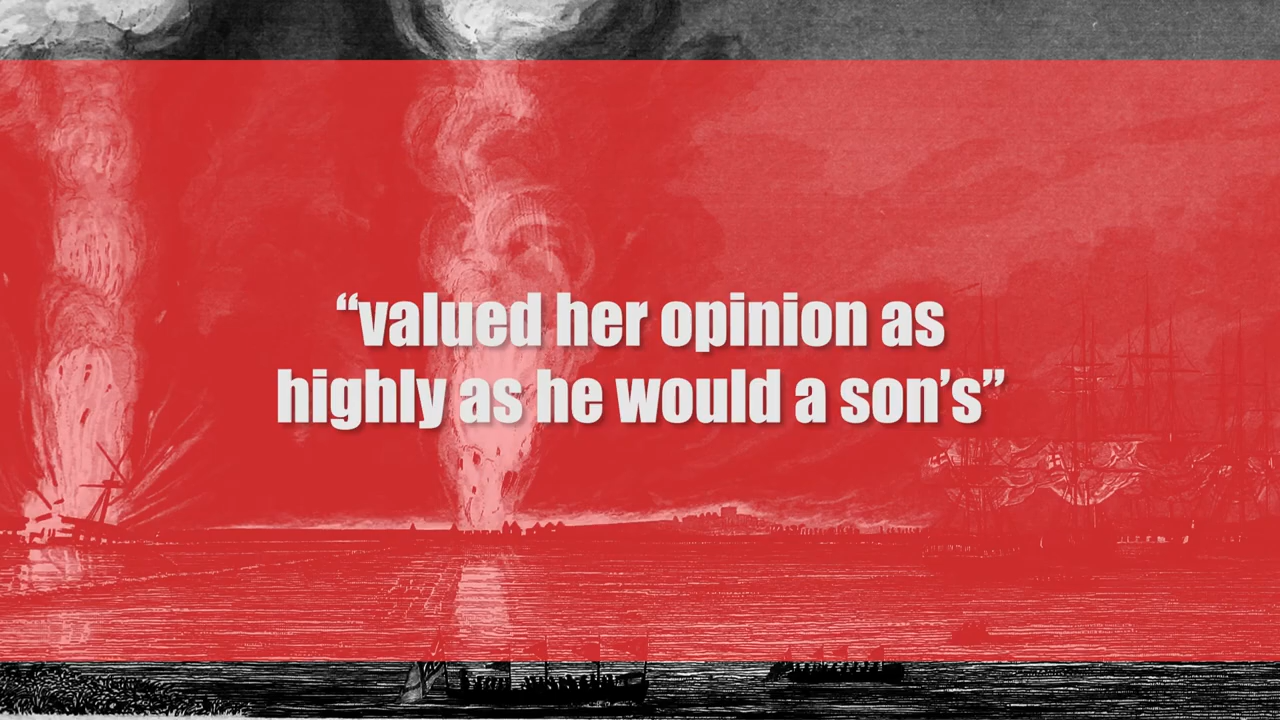 “valued her opinion as
highly as he would a son’s”